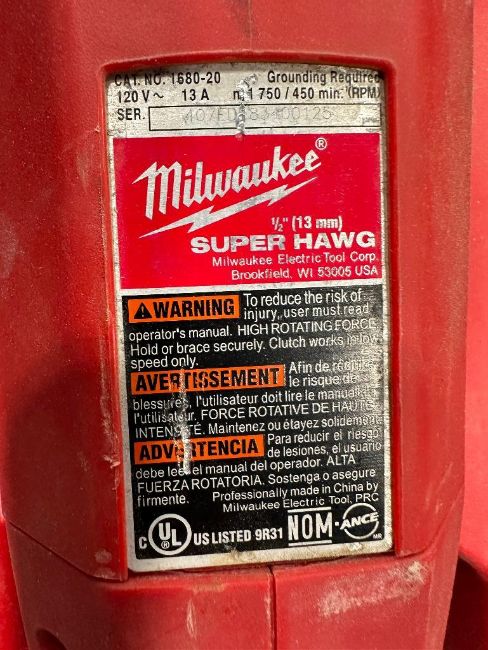 CAT. NO. 1680-20 Grounding Required
120 V ~ 13 A n. 1 750 / 450 min. (RPM)
SER.
Milwaukee®
½" (13 mm)
SUPER HAWG
Milwaukee Electric Tool Corp.
Brookfield, WI 53005 USA
WARNING To reduce the risk of
injury, user must read
operator's manual. HIGH ROTATING FORCE.
Hold or brace securely. Clutch works in low
speed only.
AVERTISSEMENT Afin de réduire
le risque de
blessures, l'utilisateur doit lire le manuel de
l'utilisateur. FORCE ROTATIVE DE HAUTE
INTENSITÉ. Maintenez ou étayez solidement.
ADVERTENCIA Para reducir el riesgo
de lesiones, el usuario
debe leer el manual del operador. ALTA
FUERZA ROTATORIA. Sostenga o asegure
firmente.
Professionally made in China by
Milwaukee Electric Tool, PRC
C UL US LISTED 9R31 NOM-ANCE
MR